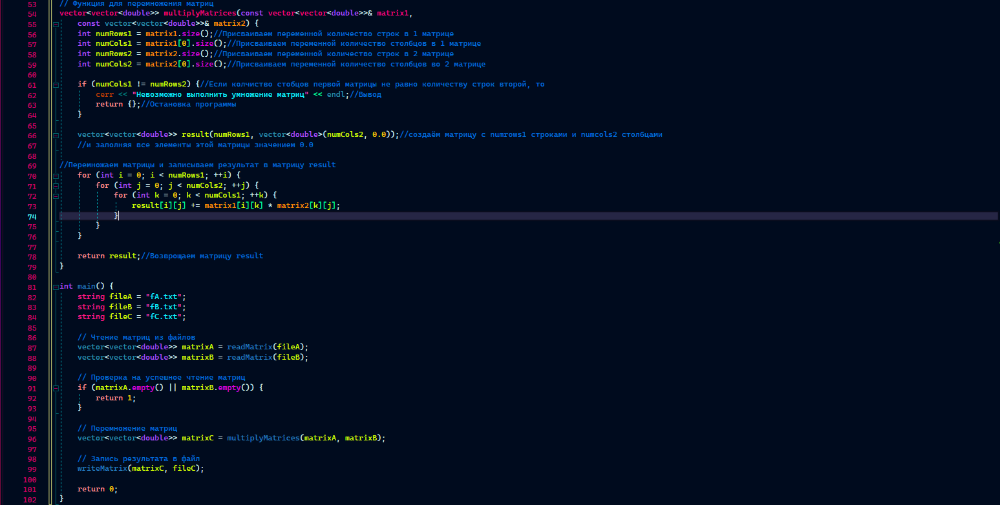 53 // Функция для перемножения матриц
54 vector<vector<double>> multiplyMatrices(const vector<vector<double>>& matrix1,
55 const vector<vector<double>>& matrix2) {
56 int numRows1 = matrix1.size();//Присваиваем переменной количество строк в 1 матрице
57 int numCols1 = matrix1[0].size();//Присваиваем переменной количество столбцов в 1 матрице
58 int numRows2 = matrix2.size();//Присваиваем переменной количество строк в 2 матрице
59 int numCols2 = matrix2[0].size();//Присваиваем переменной количество столбцов во 2 матрице
60
61 if (numCols1 != numRows2) {//Если колчиство стобцов первой матрицы не равно количеству строк второй, то
62 cerr << "Невозможно выполнить умножение матриц" << endl;//Вывод
63 return {};//Остановка программы
64 }
65
66 vector<vector<double>> result(numRows1, vector<double>(numCols2, 0.0));//создаём матрицу с numrows1 строками и numcols2 столбцами
67 //и заполняя все элементы этой матрицы значением 0.0
68
69 //Перемножаем матрицы и записываем результат в матрицу result
70 for (int i = 0; i < numRows1; ++i) {
71 for (int j = 0; j < numCols2; ++j) {
72 for (int k = 0; k < numCols1; ++k) {
73 result[i][j] += matrix1[i][k] * matrix2[k][j];
74 }
75 }
76 }
77
78 return result;//Возврощаем матрицу result
79 }
80
81 int main() {
82 string fileA = "fA.txt";
83 string fileB = "fB.txt";
84 string fileC = "fC.txt";
85
86 // Чтение матриц из файлов
87 vector<vector<double>> matrixA = readMatrix(fileA);
88 vector<vector<double>> matrixB = readMatrix(fileB);
89
90 // Проверка на успешное чтение матриц
91 if (matrixA.empty() || matrixB.empty()) {
92 return 1;
93 }
94
95 // Перемножение матриц
96 vector<vector<double>> matrixC = multiplyMatrices(matrixA, matrixB);
97
98 // Запись результата в файл
99 writeMatrix(matrixC, fileC);
100
101 return 0;
102 }